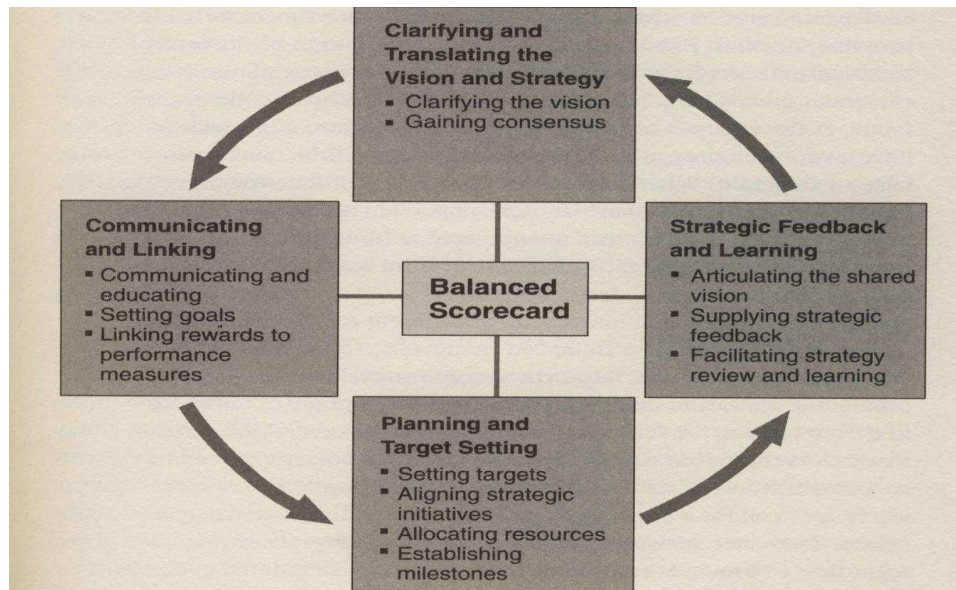 Clarifying and
Translating the
Vision and Strategy
▪ Clarifying the vision
▪ Gaining consensus
Communicating
and Linking
▪ Communicating and
educating
▪ Setting goals
▪ Linking rewards to
performance
measures
Balanced
Scorecard
Strategic Feedback
and Learning
▪ Articulating the shared
vision
▪ Supplying strategic
feedback
▪ Facilitating strategy
review and learning
Planning and
Target Setting
▪ Setting targets
▪ Aligning strategic
initiatives
▪ Allocating resources
▪ Establishing
milestones